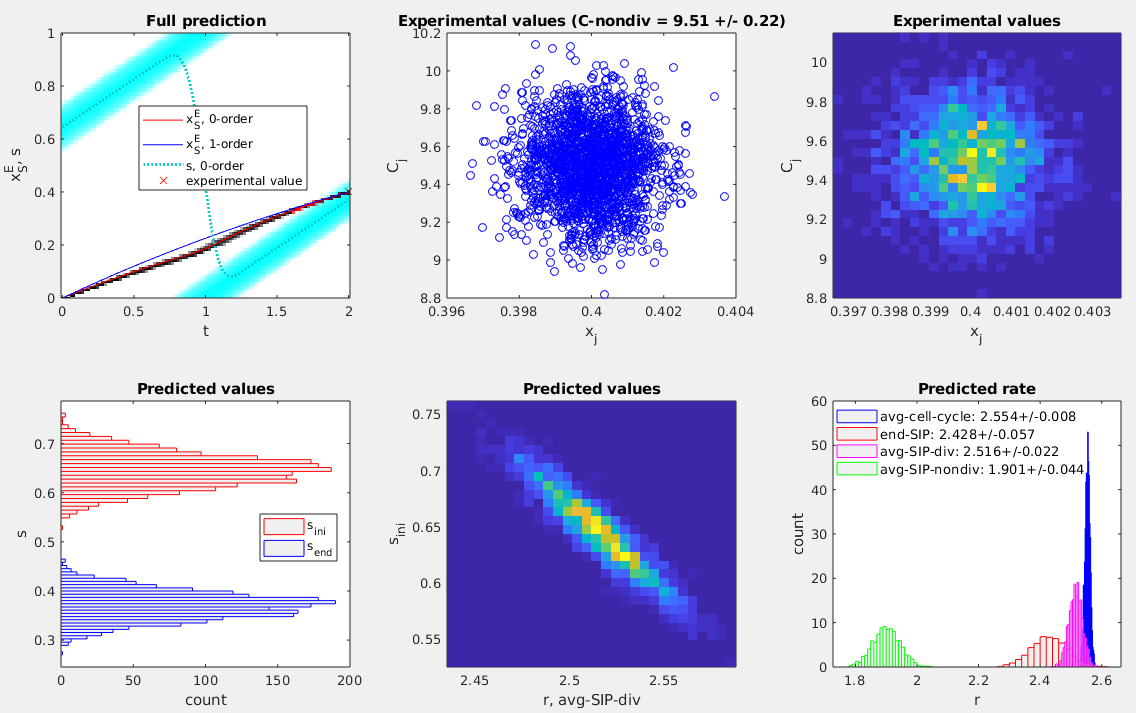 Full prediction
1
0.8
0.6
0.4
0.2
0
x_S^E, s
x_S^E, 0-order
x_S^E, 1-order
s, 0-order
experimental value
0 0.5 1 1.5 2
t
Experimental values (C-nondiv = 9.51 +/- 0.22)
10.2
10
9.8
9.6
9.4
9.2
9
8.8
C_j
0.396 0.398 0.4 0.402 0.404
x_j
Experimental values
10
9.8
9.6
9.4
9.2
9
8.8
C_j
0.397 0.398 0.399 0.4 0.401 0.402 0.403
x_j
Predicted values
0.7
0.6
0.5
0.4
0.3
s
s_ini
s_end
0 50 100 150 200
count
Predicted values
0.75
0.7
0.65
0.6
0.55
s_ini
2.45 2.5 2.55
r, avg-SIP-div
Predicted rate
60
50
40
30
20
10
0
count
avg-cell-cycle: 2.554+/-0.008
end-SIP: 2.428+/-0.057
avg-SIP-div: 2.516+/-0.022
avg-SIP-nondiv: 1.901+/-0.044
1.8 2 2.2 2.4 2.6
r